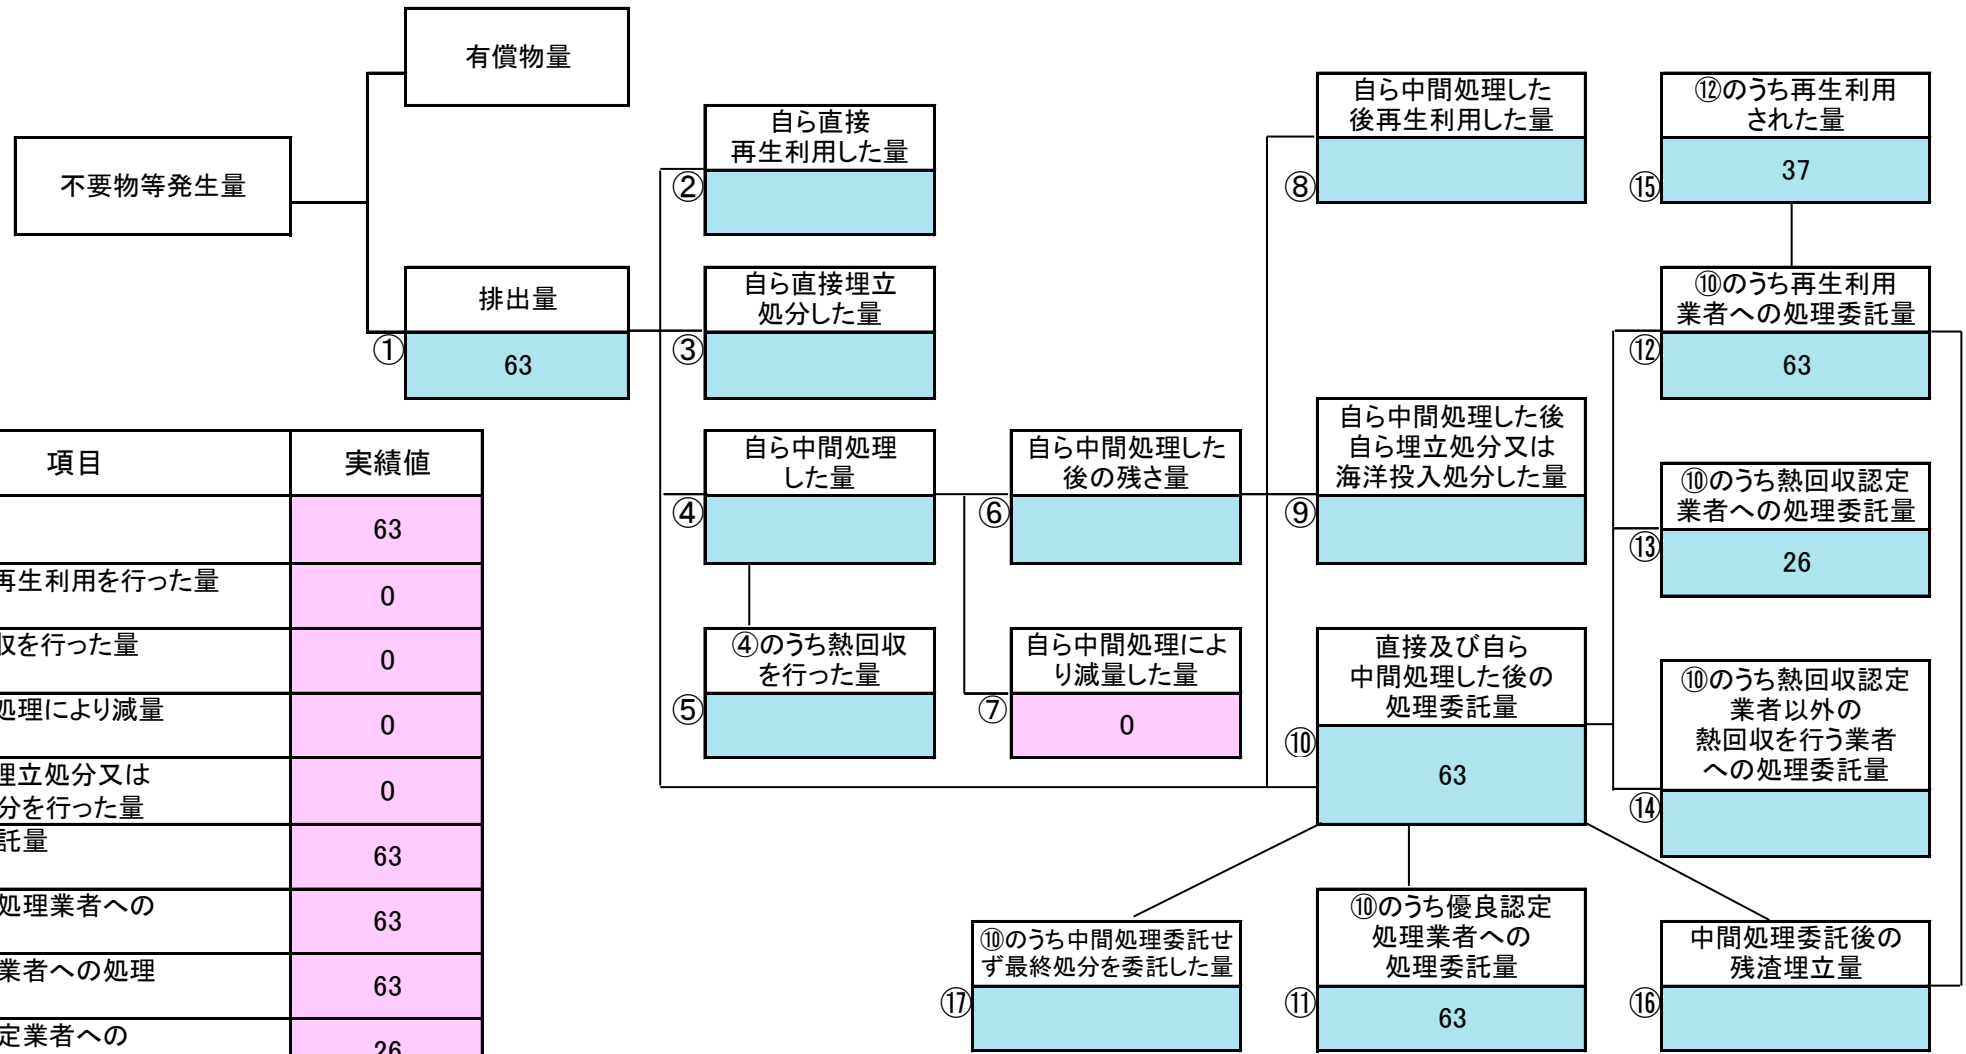 有償物量
不要物等発生量
排出量
①
63
自ら直接
再生利用した量
②
自ら直接埋立
処分した量
③
自ら中間処理
した量
④
④のうち熱回収
を行った量
⑤
自ら中間処理した
後の残さ量
⑥
自ら中間処理によ
り減量した量
⑦
0
自ら中間処理した
後再生利用した量
⑧
自ら中間処理した後
自ら埋立処分又は
海洋投入処分した量
⑨
直接及び自ら
中間処理した後の
処理委託量
⑩
63
⑫のうち再生利用
された量
⑮
37
⑩のうち再生利用
業者への処理委託量
⑫
63
⑩のうち熱回収認定
業者への処理委託量
⑬
26
⑩のうち熱回収認定
業者以外の
熱回収を行う業者
への処理委託量
⑭
⑩のうち中間処理委託せ
ず最終処分を委託した量
⑰
⑩のうち優良認定
処理業者への
処理委託量
⑪
63
中間処理委託後の
残渣埋立量
⑯
項目
実績値
63
再生利用を行った量
0
収を行った量
0
処理により減量
0
埋立処分又は
分を行った量
0
託量
63
処理業者への
63
業者への処理
63
定業者への
26